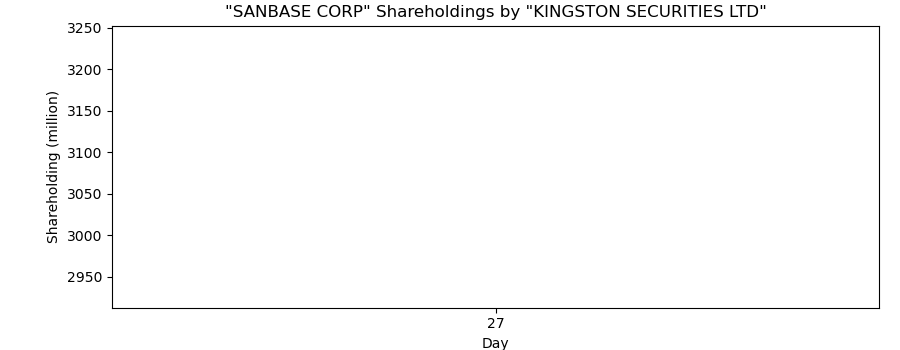 "SANBASE CORP" Shareholdings by "KINGSTON SECURITIES LTD"
3250
3200
3150
3100
3050
3000
2950
Shareholding (million)
27
Day